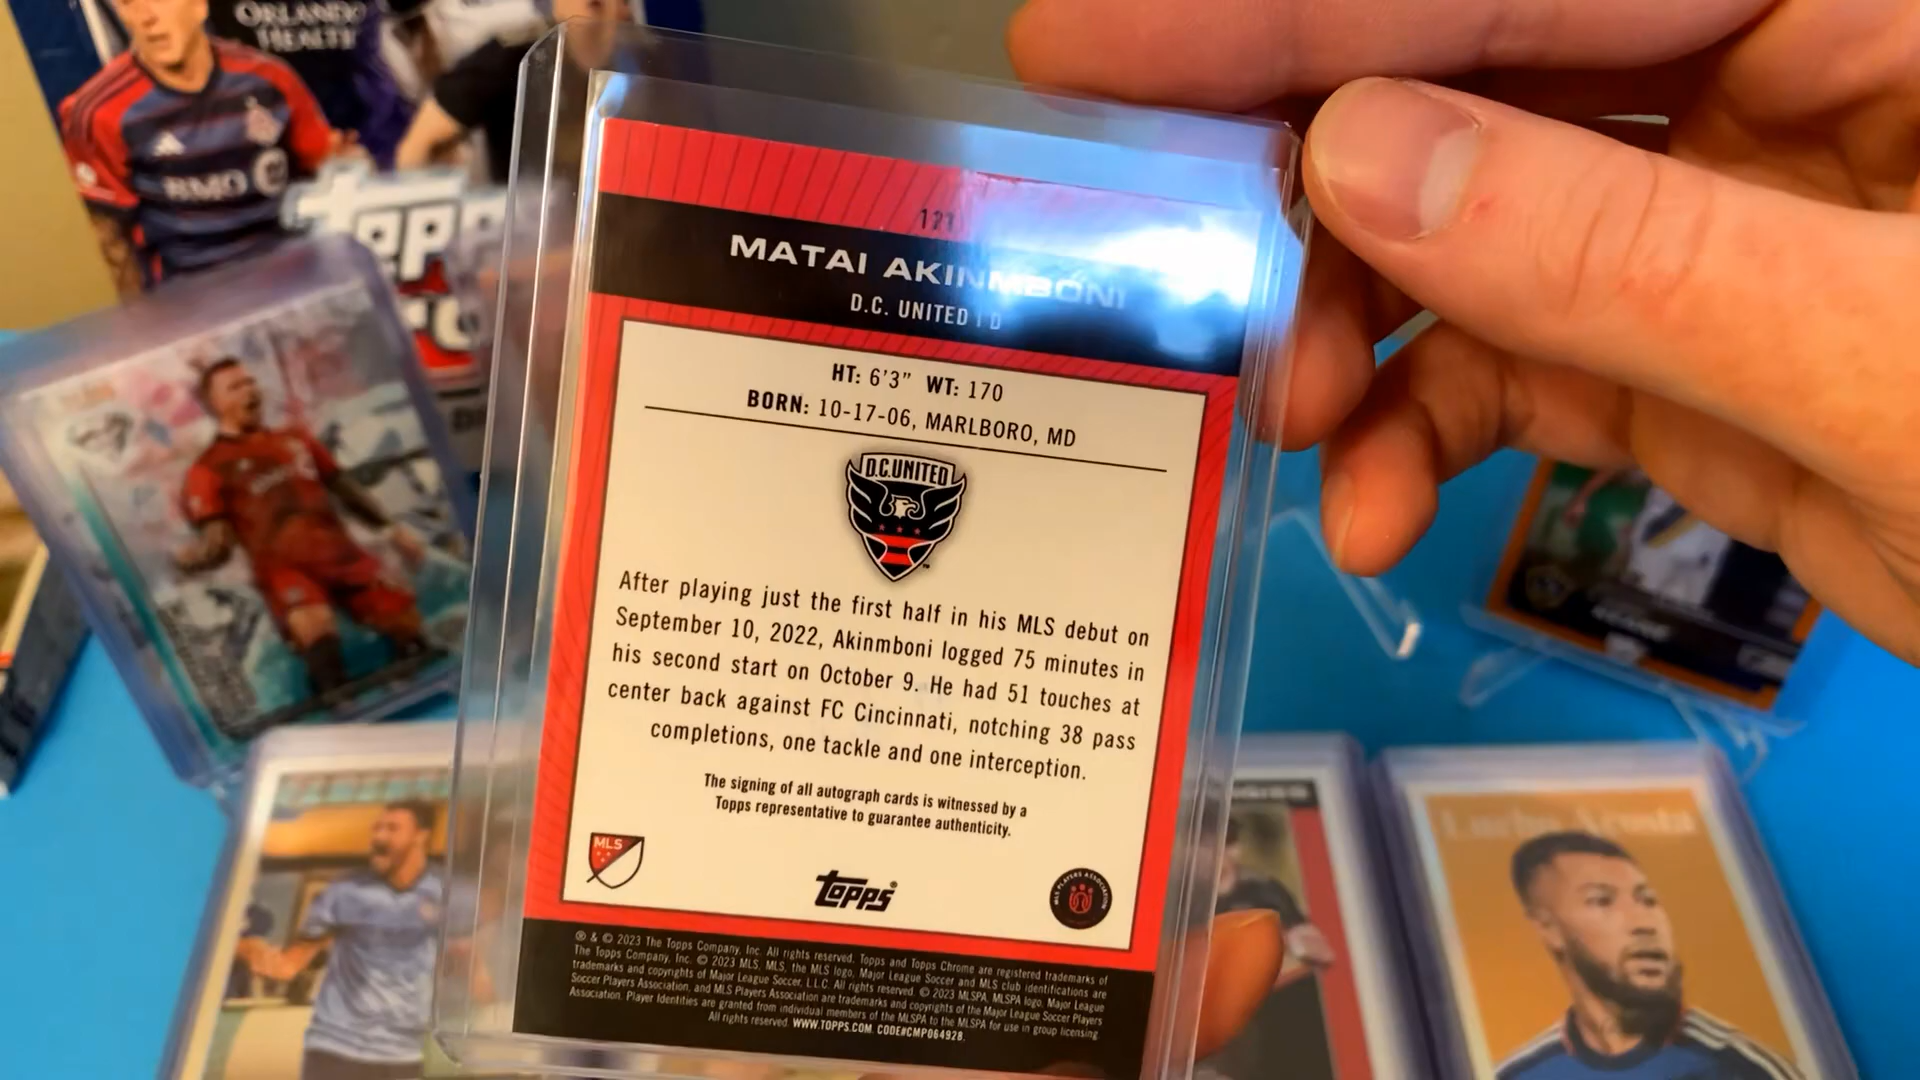 ORLANDO
HEALTH
BMO
Topps
121
MATAI AKINMBONI
D.C. UNITED | D
HT: 6'3" WT: 170
BORN: 10-17-06, MARLBORO, MD
D.C.UNITED
After playing just the first half in his MLS debut on
September 10, 2022, Akinmboni logged 75 minutes in
his second start on October 9. He had 51 touches at
center back against FC Cincinnati, notching 38 pass
completions, one tackle and one interception.
The signing of all autograph cards is witnessed by a
Topps representative to guarantee authenticity.
MLS
Topps®
MLS PLAYERS ASSOCIATION
® & © 2023 The Topps Company, Inc. All rights reserved. Topps and Topps Chrome are registered trademarks of
The Topps Company, Inc. © 2023 MLS, MLS, the MLS logo, Major League Soccer and MLS club identifications are
trademarks and copyrights of Major League Soccer, L.L.C. All rights reserved. © 2023 MLSPA, MLSPA logo, Major League
Soccer Players Association, and MLS Players Association are trademarks and copyrights of the Major League Soccer Players
Association. Player Identities are granted from individual members of the MLSPA to the MLSPA for use in group licensing.
All rights reserved. WWW.TOPPS.COM. CODE#CMP064928.
Lucho Acosta